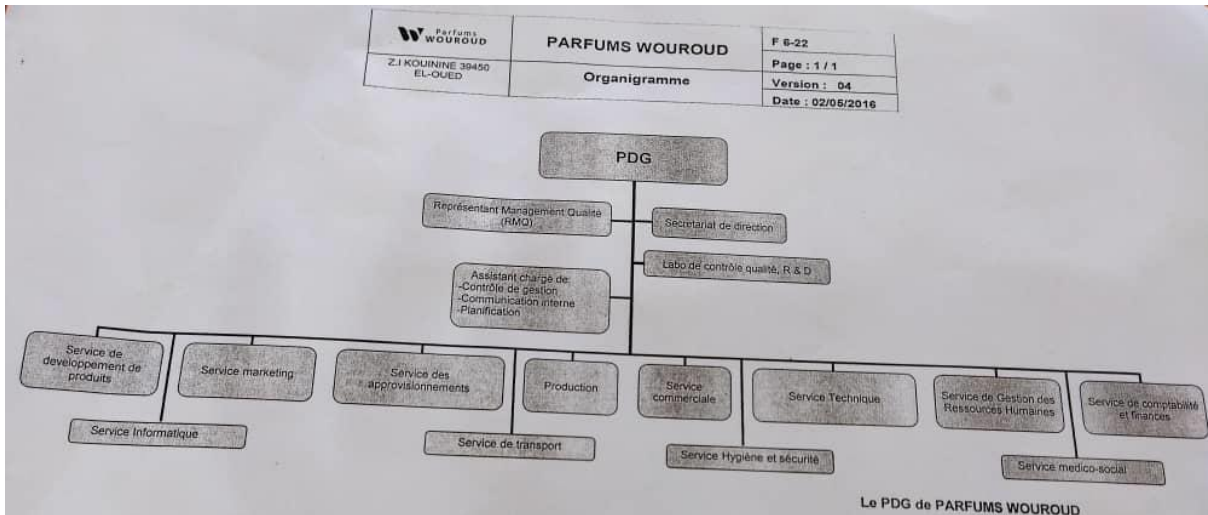 Parfums
WOUROUD
Z.I KOUININE 39450
EL-OUED
PARFUMS WOUROUD
Organigramme
F 6-22
Page : 1 / 1
Version : 04
Date : 02/05/2016
PDG
Représentant Management Qualité
(RMQ)
Secrétariat de direction
Labo de contrôle qualité, R & D
Assistant chargé de:
-Contrôle de gestion
-Communication interne
-Planification
Service de
developpement de
produits
Service marketing
Service des
approvisionnements
Production
Service
commerciale
Service Technique
Service de Gestion des
Ressources Humaines
Service de comptabilité
et finances
Service Informatique
Service de transport
Service Hygiène et sécurité
Service medico-social
Le PDG de PARFUMS WOUROUD